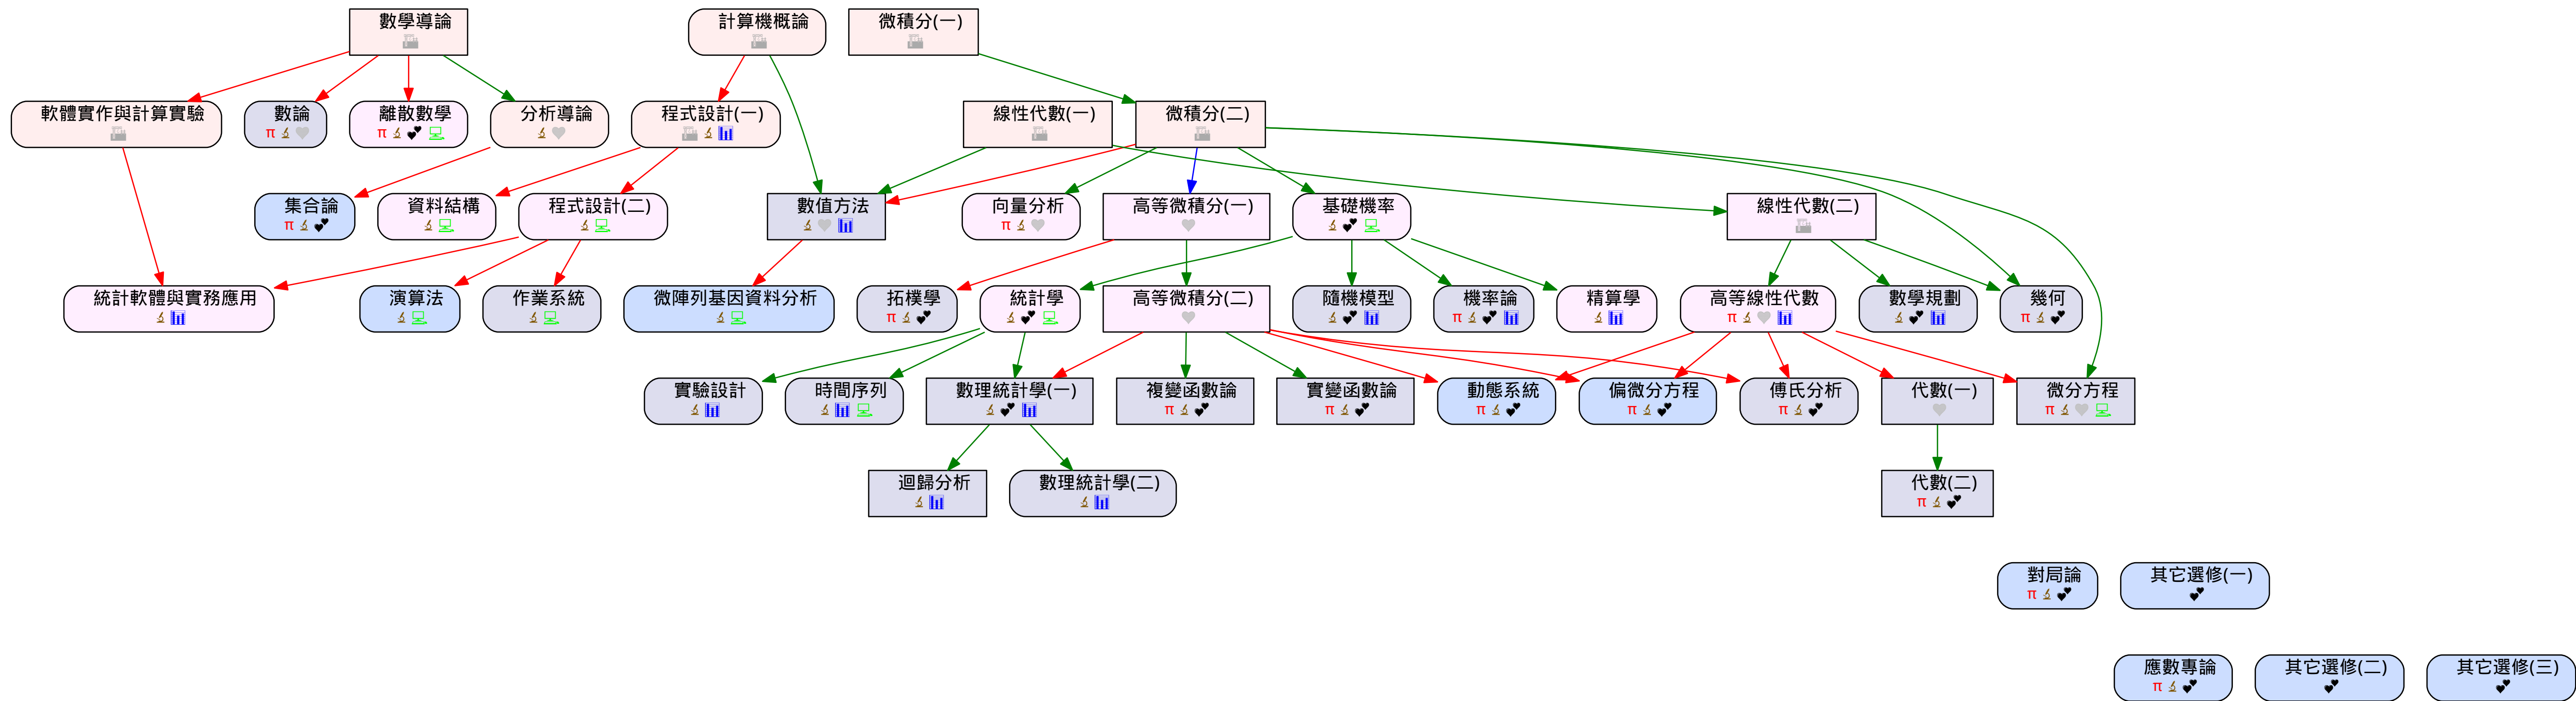 數學導論
計算機概論
微積分(一)
軟體實作與計算實驗
數論
π
離散數學
π
分析導論
程式設計(一)
線性代數(一)
微積分(二)
集合論
π
資料結構
程式設計(二)
數值方法
向量分析
π
高等微積分(一)
基礎機率
線性代數(二)
統計軟體與實務應用
演算法
作業系統
微陣列基因資料分析
拓樸學
π
統計學
高等微積分(二)
隨機模型
機率論
π
精算學
高等線性代數
π
數學規劃
幾何
π
實驗設計
時間序列
數理統計學(一)
複變函數論
π
實變函數論
π
動態系統
π
偏微分方程
π
傅氏分析
π
代數(一)
微分方程
π
迴歸分析
數理統計學(二)
代數(二)
π
對局論
π
其它選修(一)
應數專論
π
其它選修(二)
其它選修(三)